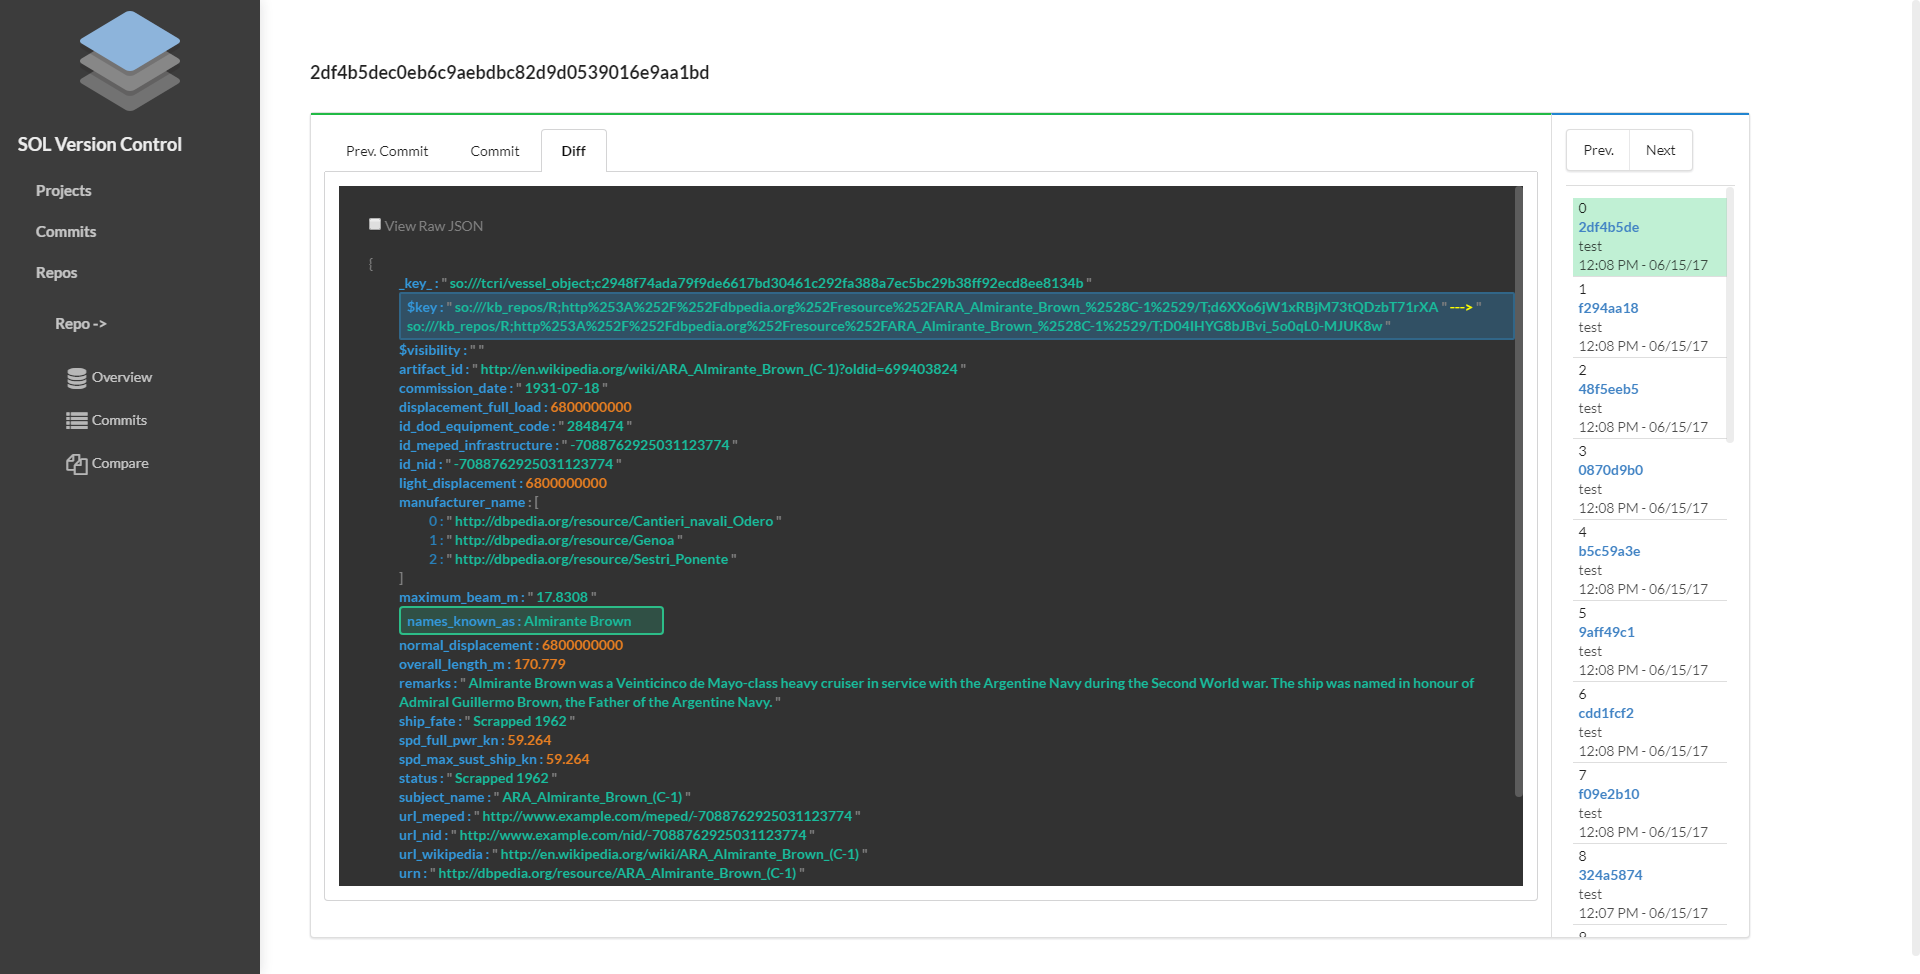 SOL Version Control
Projects
Commits
Repos
Repo ->
Overview
Commits
Compare
2df4b5dec0eb6c9aebdbc82d9d0539016e9aa1bd
Prev. Commit
Commit
Diff
View Raw JSON
{
_key_ : " so:///tcri/vessel_object;c2948f74ada79f9de6617bd30461c292fa388a7ec5bc29b38ff92ecd8ee8134b "
$key : " so:///kb_repos/R;http%253A%252F%252Fdbpedia.org%252Fresource%252FARA_Almirante_Brown_%2528C-1%2529/T;d6XXo6jW1xRBjM73tQDzbT71rXA " ---> "
so:///kb_repos/R;http%253A%252F%252Fdbpedia.org%252Fresource%252FARA_Almirante_Brown_%2528C-1%2529/T;D04IHYG8bJBvi_5o0qL0-MJUK8w "
$visibility : " "
artifact_id : " http://en.wikipedia.org/wiki/ARA_Almirante_Brown_(C-1)?oldid=699403824 "
commission_date : " 1931-07-18 "
displacement_full_load : 6800000000
id_dod_equipment_code : " 2848474 "
id_meped_infrastructure : " -7088762925031123774 "
id_nid : " -7088762925031123774 "
light_displacement : 6800000000
manufacturer_name : [
0 : " http://dbpedia.org/resource/Cantieri_navali_Odero "
1 : " http://dbpedia.org/resource/Genoa "
2 : " http://dbpedia.org/resource/Sestri_Ponente "
]
maximum_beam_m : " 17.8308 "
names_known_as : Almirante Brown
normal_displacement : 6800000000
overall_length_m : 170.779
remarks : " Almirante Brown was a Veinticinco de Mayo-class heavy cruiser in service with the Argentine Navy during the Second World war. The ship was named in honour of
Admiral Guillermo Brown, the Father of the Argentine Navy. "
ship_fate : " Scrapped 1962 "
spd_full_pwr_kn : 59.264
spd_max_sust_ship_kn : 59.264
status : " Scrapped 1962 "
subject_name : " ARA_Almirante_Brown_(C-1) "
url_meped : " http://www.example.com/meped/-7088762925031123774 "
url_nid : " http://www.example.com/nid/-7088762925031123774 "
url_wikipedia : " http://en.wikipedia.org/wiki/ARA_Almirante_Brown_(C-1) "
urn : " http://dbpedia.org/resource/ARA_Almirante_Brown_(C-1) "
Prev.
Next
0
2df4b5de
test
12:08 PM - 06/15/17
1
f294aa18
test
12:08 PM - 06/15/17
2
48f5eeb5
test
12:08 PM - 06/15/17
3
0870d9b0
test
12:08 PM - 06/15/17
4
b5c59a3e
test
12:08 PM - 06/15/17
5
9aff49c1
test
12:08 PM - 06/15/17
6
cdd1fcf2
test
12:08 PM - 06/15/17
7
f09e2b10
test
12:08 PM - 06/15/17
8
324a5874
test
12:07 PM - 06/15/17